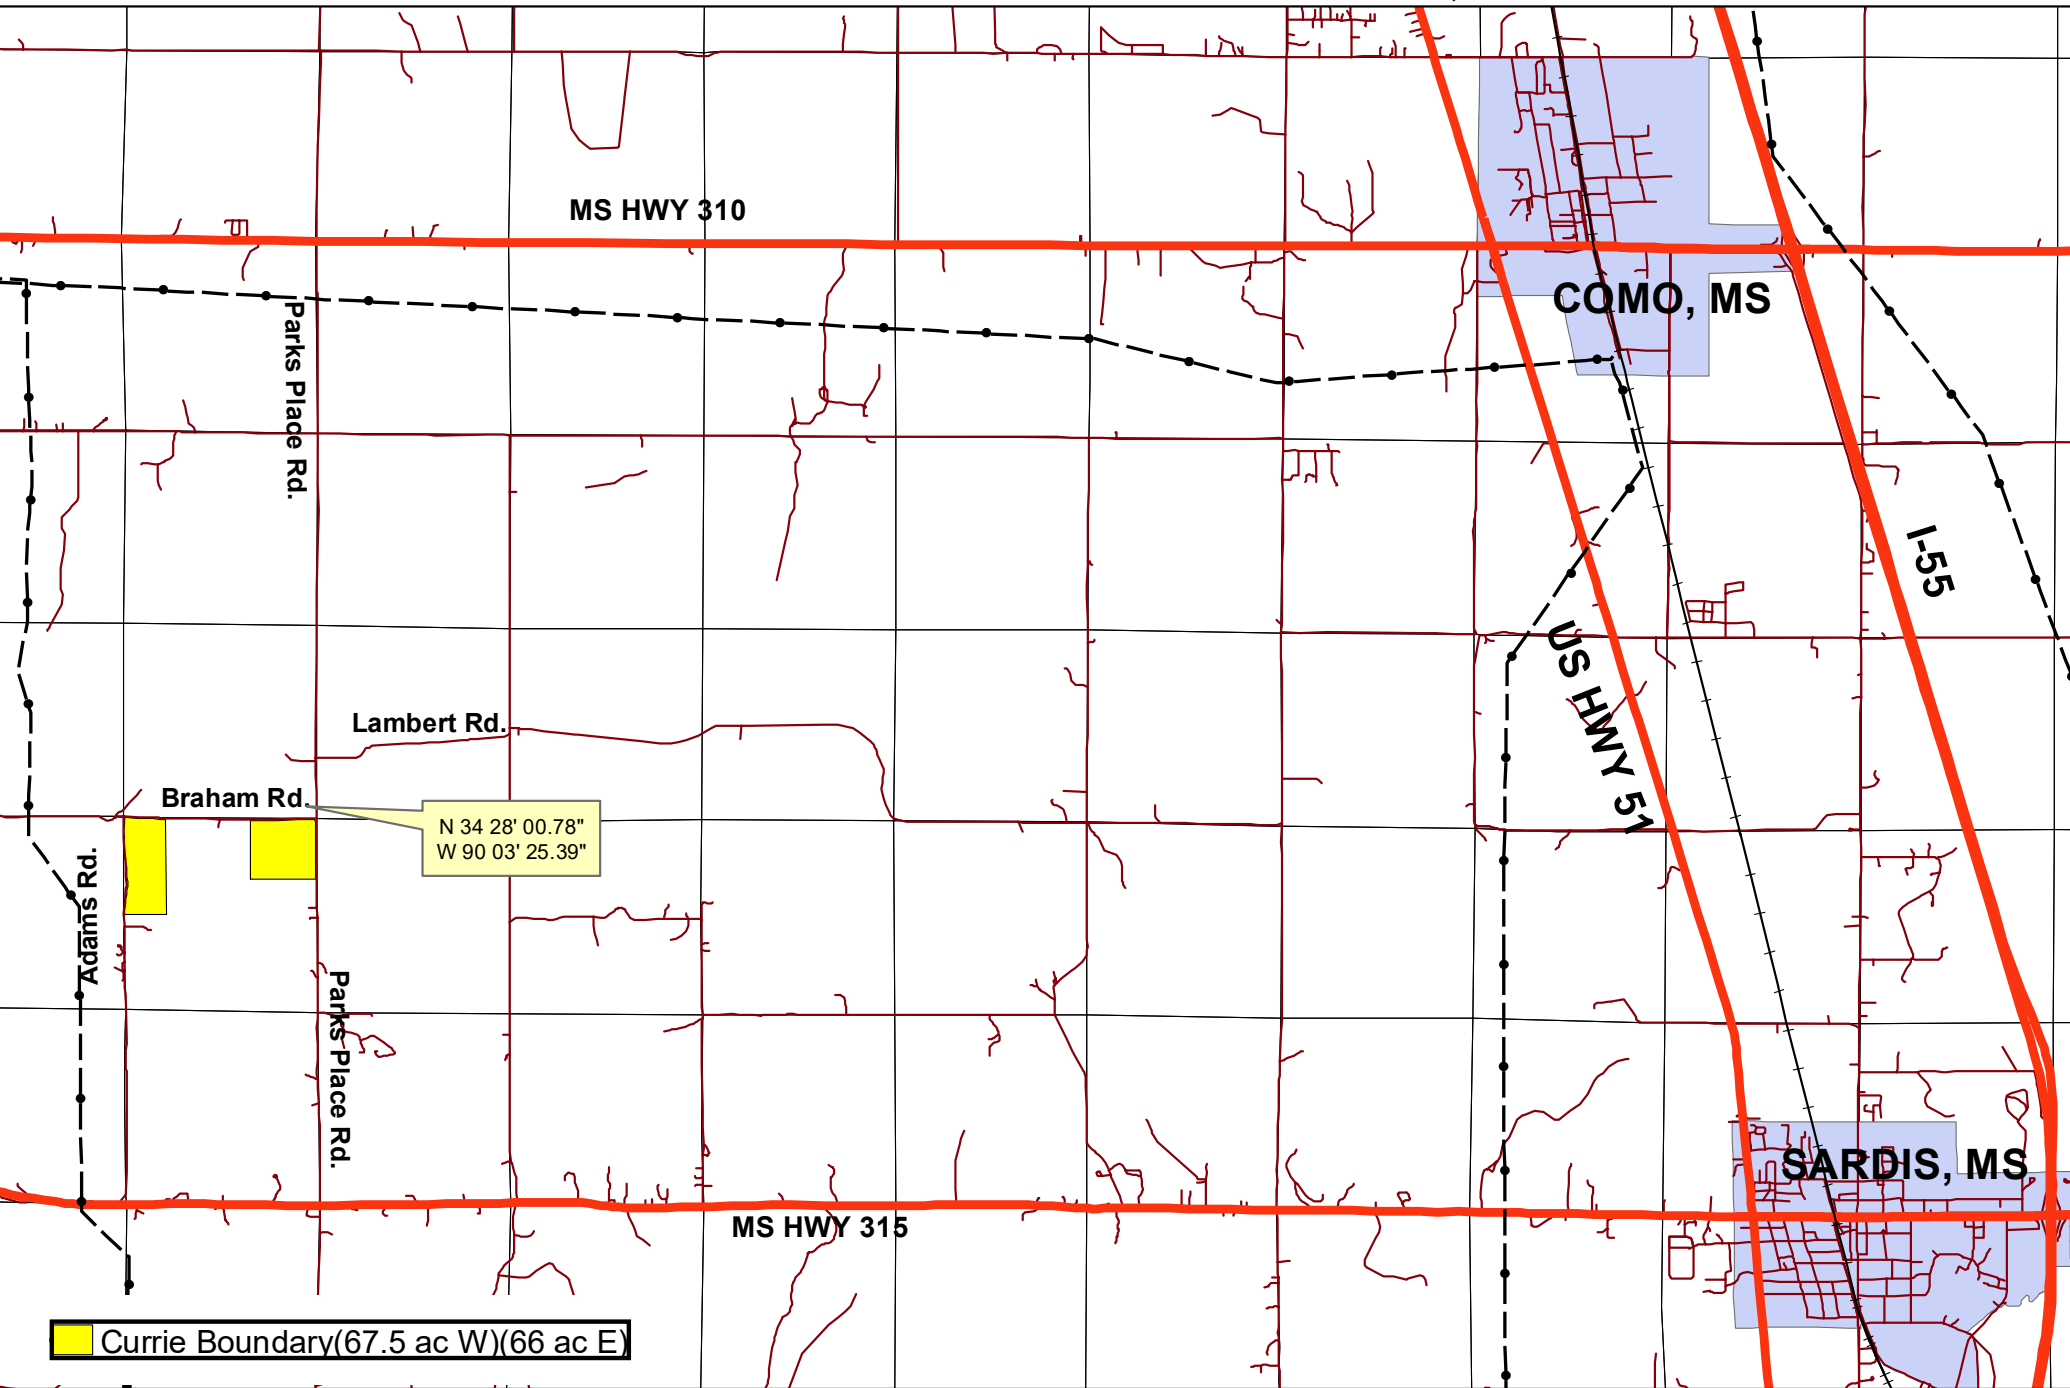 MS HWY 310
COMO, MS
Parks Place Rd.
I-55
US HWY 51
Lambert Rd.
Braham Rd.
N 34 28' 00.78"
W 90 03' 25.39"
Adams Rd.
Parks Place Rd.
SARDIS, MS
MS HWY 315
Currie Boundary(67.5 ac W)(66 ac E)